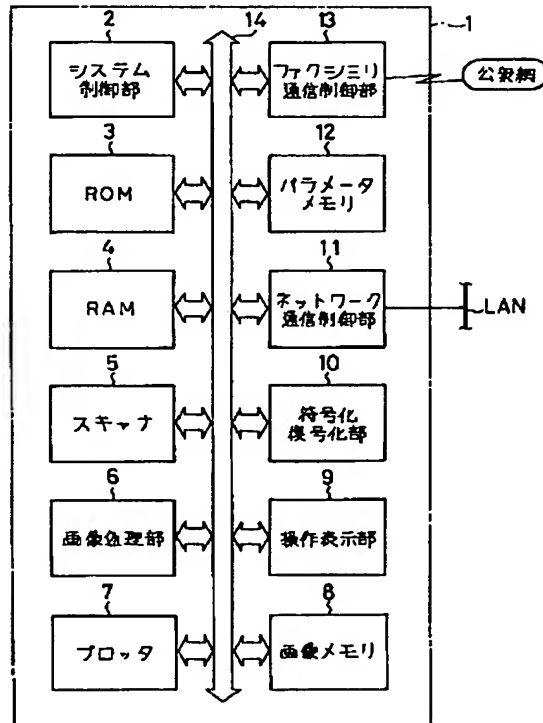 2
システム
制御部
3
ROM
4
RAM
5
スキャナ
6
画像処理部
7
プロッタ
14
13
ファクシミリ
通信制御部
12
パラメータ
メモリ
11
ネットワーク
通信制御部
10
符号化
復号化部
9
操作表示部
8
画像メモリ
1
公衆網
LAN